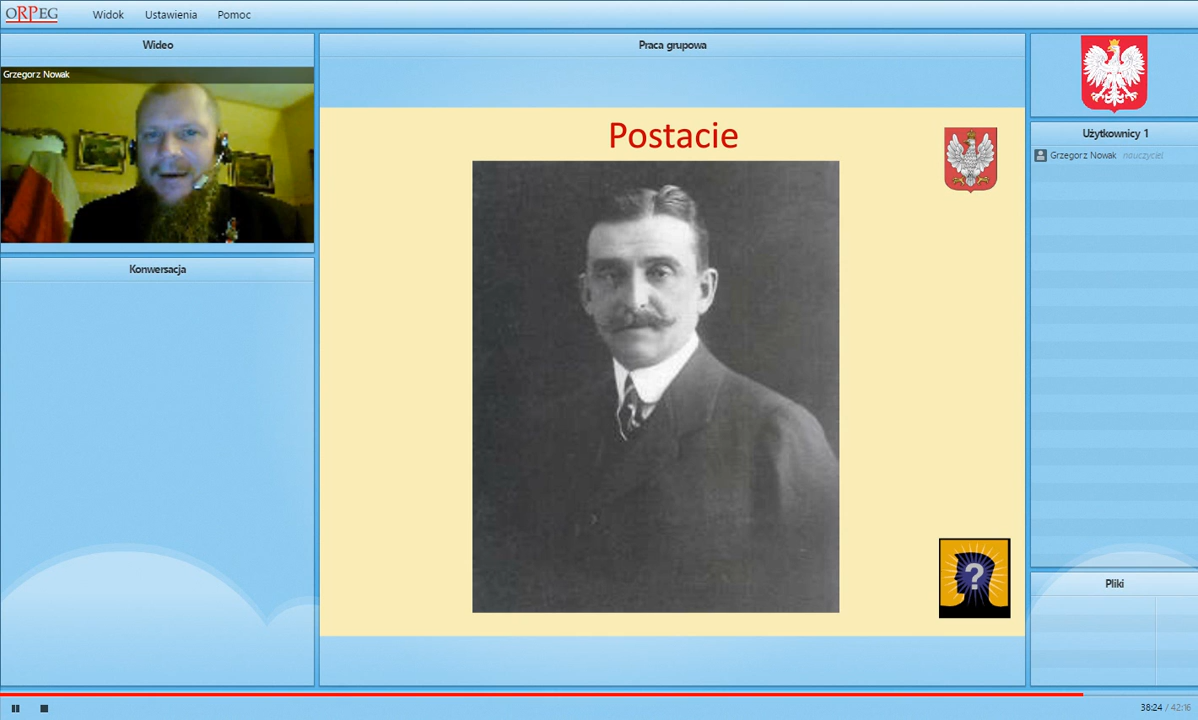 ORPEG
Widok Ustawienia Pomoc
Wideo
Grzegorz Nowak
Konwersacja
Praca grupowa
Postacie
?
Użytkownicy 1
Grzegorz Nowak nauczyciel
Pliki
38:24 / 42:16